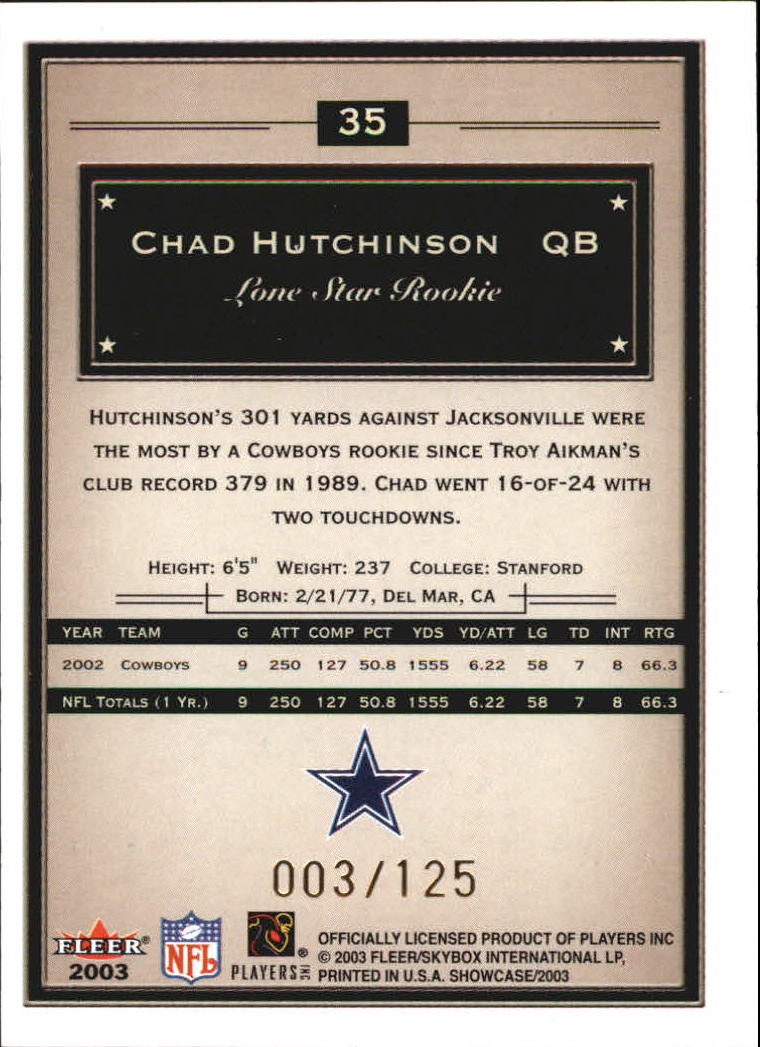 35
CHAD HUTCHINSON QB
Lone Star Rookie
HUTCHINSON'S 301 YARDS AGAINST JACKSONVILLE WERE
THE MOST BY A COWBOYS ROOKIE SINCE TROY AIKMAN'S
CLUB RECORD 379 IN 1989. CHAD WENT 16-OF-24 WITH
TWO TOUCHDOWNS.
HEIGHT: 6'5" WEIGHT: 237 COLLEGE: STANFORD
BORN: 2/21/77, DEL MAR, CA
YEAR TEAM G ATT COMP PCT YDS YD/ATT LG TD INT RTG
2002 COWBOYS 9 250 127 50.8 1555 6.22 58 7 8 66.3
NFL TOTALS (1 YR.) 9 250 127 50.8 1555 6.22 58 7 8 66.3
003/125
FLEER®
2003
NFL
PLAYERS INC ®
OFFICIALLY LICENSED PRODUCT OF PLAYERS INC
© 2003 FLEER/SKYBOX INTERNATIONAL LP,
PRINTED IN U.S.A. SHOWCASE/2003